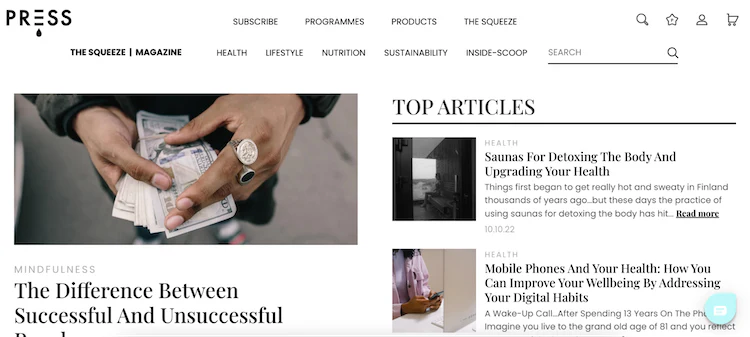 PRESS
SUBSCRIBE PROGRAMMES PRODUCTS THE SQUEEZE
THE SQUEEZE | MAGAZINE HEALTH LIFESTYLE NUTRITION SUSTAINABILITY INSIDE-SCOOP SEARCH
MINDFULNESS
The Difference Between
Successful And Unsuccessful
TOP ARTICLES
HEALTH
Saunas For Detoxing The Body And
Upgrading Your Health
Things first began to get really hot and sweaty in Finland
thousands of years ago...but these days the practice of
using saunas for detoxing the body has hit... Read more
10.10.22
HEALTH
Mobile Phones And Your Health: How You
Can Improve Your Wellbeing By Addressing
Your Digital Habits
A Wake-Up Call...After Spending 13 Years On The
Imagine you live to the grand old age of 81 and you reflect